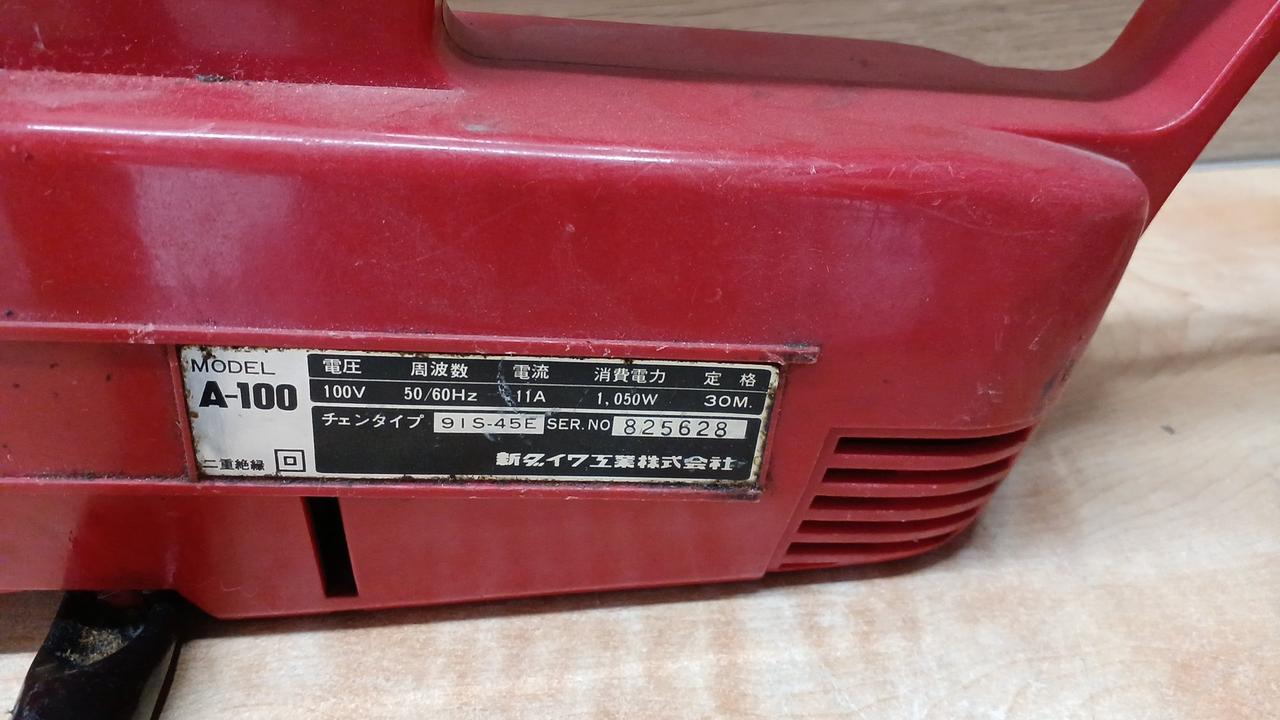 MODEL
A-100
二重絶縁
電圧 周波数 電流 消費電力 定格
100V 50/60Hz 11A 1,050W 30M.
チェンタイプ 91S-45E SER.NO 825628
新ダイワ工業株式会社